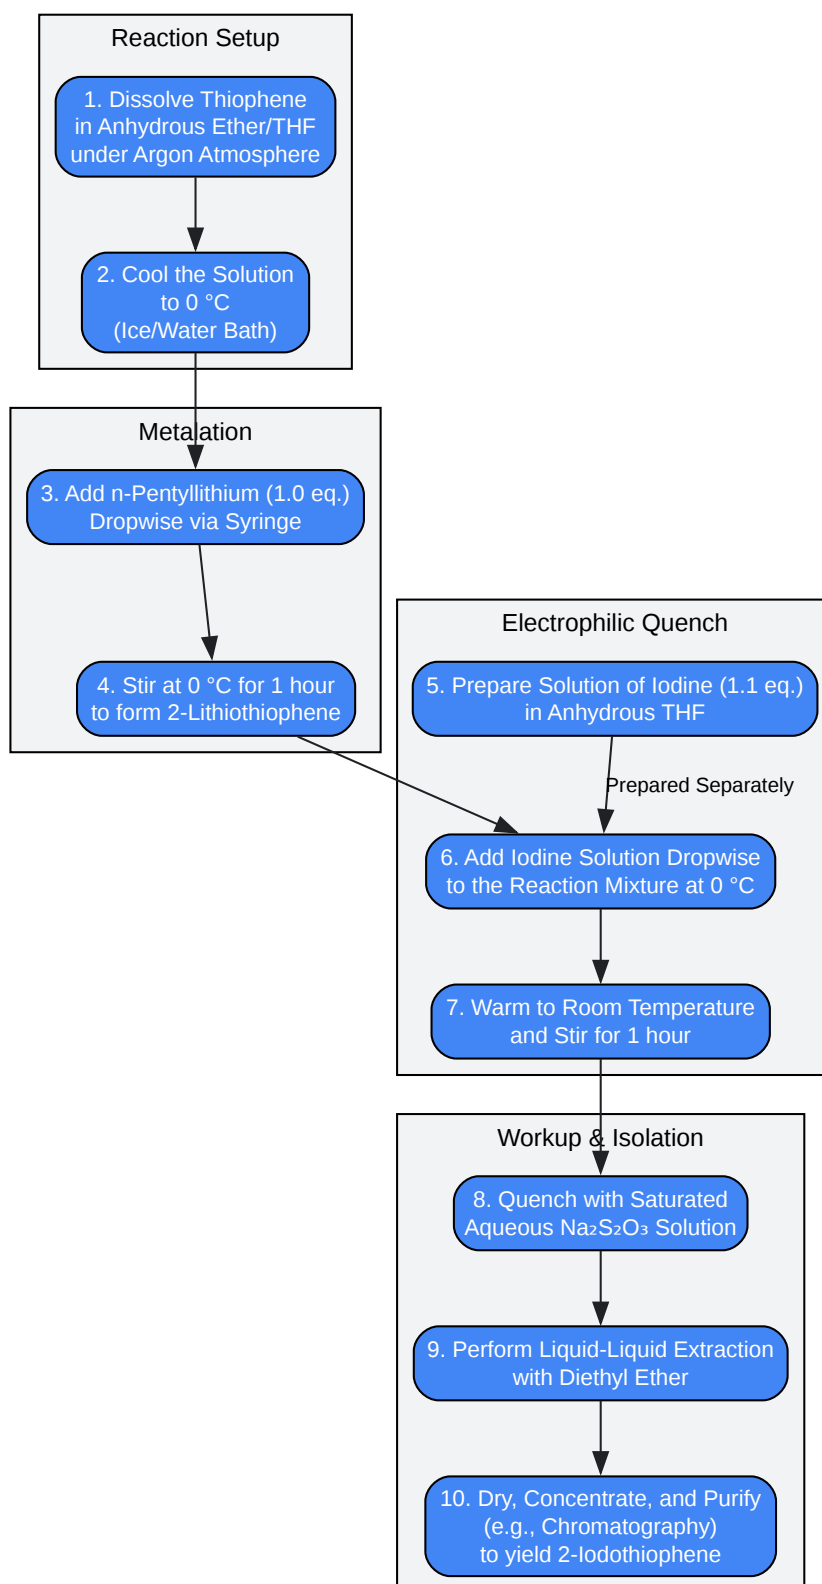 Reaction Setup
1. Dissolve Thiophene
in Anhydrous Ether/THF
under Argon Atmosphere
2. Cool the Solution
to 0 °C
(Ice/Water Bath)
Metalation
3. Add n-Pentyllithium (1.0 eq.)
Dropwise via Syringe
4. Stir at 0 °C for 1 hour
to form 2-Lithiothiophene
Electrophilic Quench
5. Prepare Solution of Iodine (1.1 eq.)
in Anhydrous THF
Prepared Separately
6. Add Iodine Solution Dropwise
to the Reaction Mixture at 0 °C
7. Warm to Room Temperature
and Stir for 1 hour
Workup & Isolation
8. Quench with Saturated
Aqueous Na₂S₂O₃ Solution
9. Perform Liquid-Liquid Extraction
with Diethyl Ether
10. Dry, Concentrate, and Purify
(e.g., Chromatography)
to yield 2-Iodothiophene